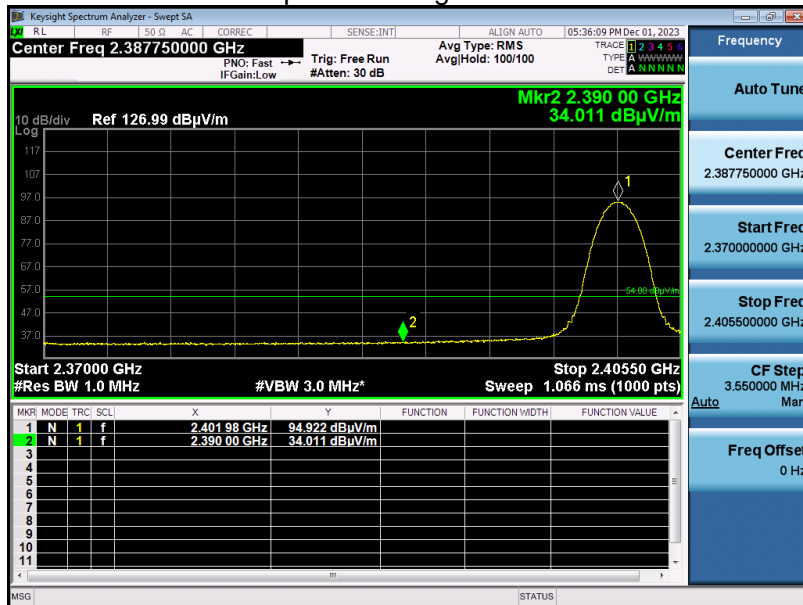 Keysight Spectrum Analyzer - Swept SA
RL RF 50 Ω AC CORREC SENSE:INT ALIGN AUTO 05:36:09 PM Dec 01, 2023
Center Freq 2.387750000 GHz
PNO: Fast
IFGain:Low
Trig: Free Run
#Atten: 30 dB
Avg Type: RMS
Avg|Hold: 100/100
TRACE 1 2 3 4 5 6
TYPE A WWWWW
DET A N N N N N
Mkr2 2.390 00 GHz
34.011 dBµV/m
10 dB/div Ref 126.99 dBµV/m
Log
117
107
97.0
87.0
77.0
67.0
57.0
47.0
37.0
1
54.00 dBµV/m
2
Start 2.37000 GHz Stop 2.40550 GHz
#Res BW 1.0 MHz #VBW 3.0 MHz* Sweep 1.066 ms (1000 pts)
MKR MODE TRC SCL X Y FUNCTION FUNCTION WIDTH FUNCTION VALUE
1 N 1 f 2.401 98 GHz 94.922 dBµV/m
2 N 1 f 2.390 00 GHz 34.011 dBµV/m
3
4
5
6
7
8
9
10
11
MSG STATUS
Frequency
Auto Tune
Center Freq
2.387750000 GHz
Start Freq
2.370000000 GHz
Stop Freq
2.405500000 GHz
CF Step
3.550000 MHz
Auto Man
Freq Offset
0 Hz